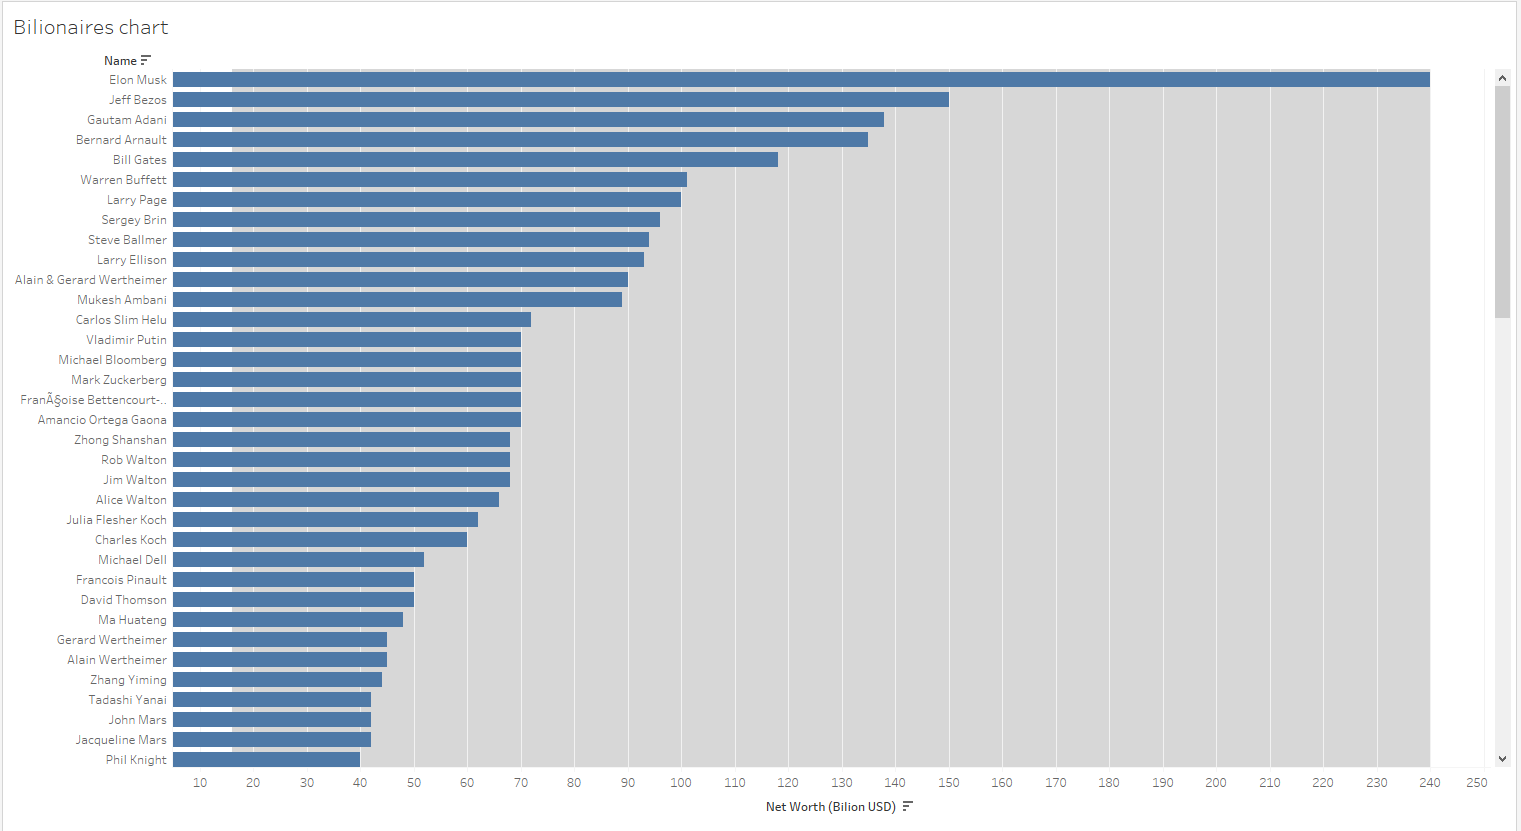 Bilionaires chart
Name
Elon Musk
Jeff Bezos
Gautam Adani
Bernard Arnault
Bill Gates
Warren Buffett
Larry Page
Sergey Brin
Steve Ballmer
Larry Ellison
Alain & Gerard Wertheimer
Mukesh Ambani
Carlos Slim Helu
Vladimir Putin
Michael Bloomberg
Mark Zuckerberg
FranÃ§oise Bettencourt-..
Amancio Ortega Gaona
Zhong Shanshan
Rob Walton
Jim Walton
Alice Walton
Julia Flesher Koch
Charles Koch
Michael Dell
Francois Pinault
David Thomson
Ma Huateng
Gerard Wertheimer
Alain Wertheimer
Zhang Yiming
Tadashi Yanai
John Mars
Jacqueline Mars
Phil Knight
10 20 30 40 50 60 70 80 90 100 110 120 130 140 150 160 170 180 190 200 210 220 230 240 250
Net Worth (Bilion USD)